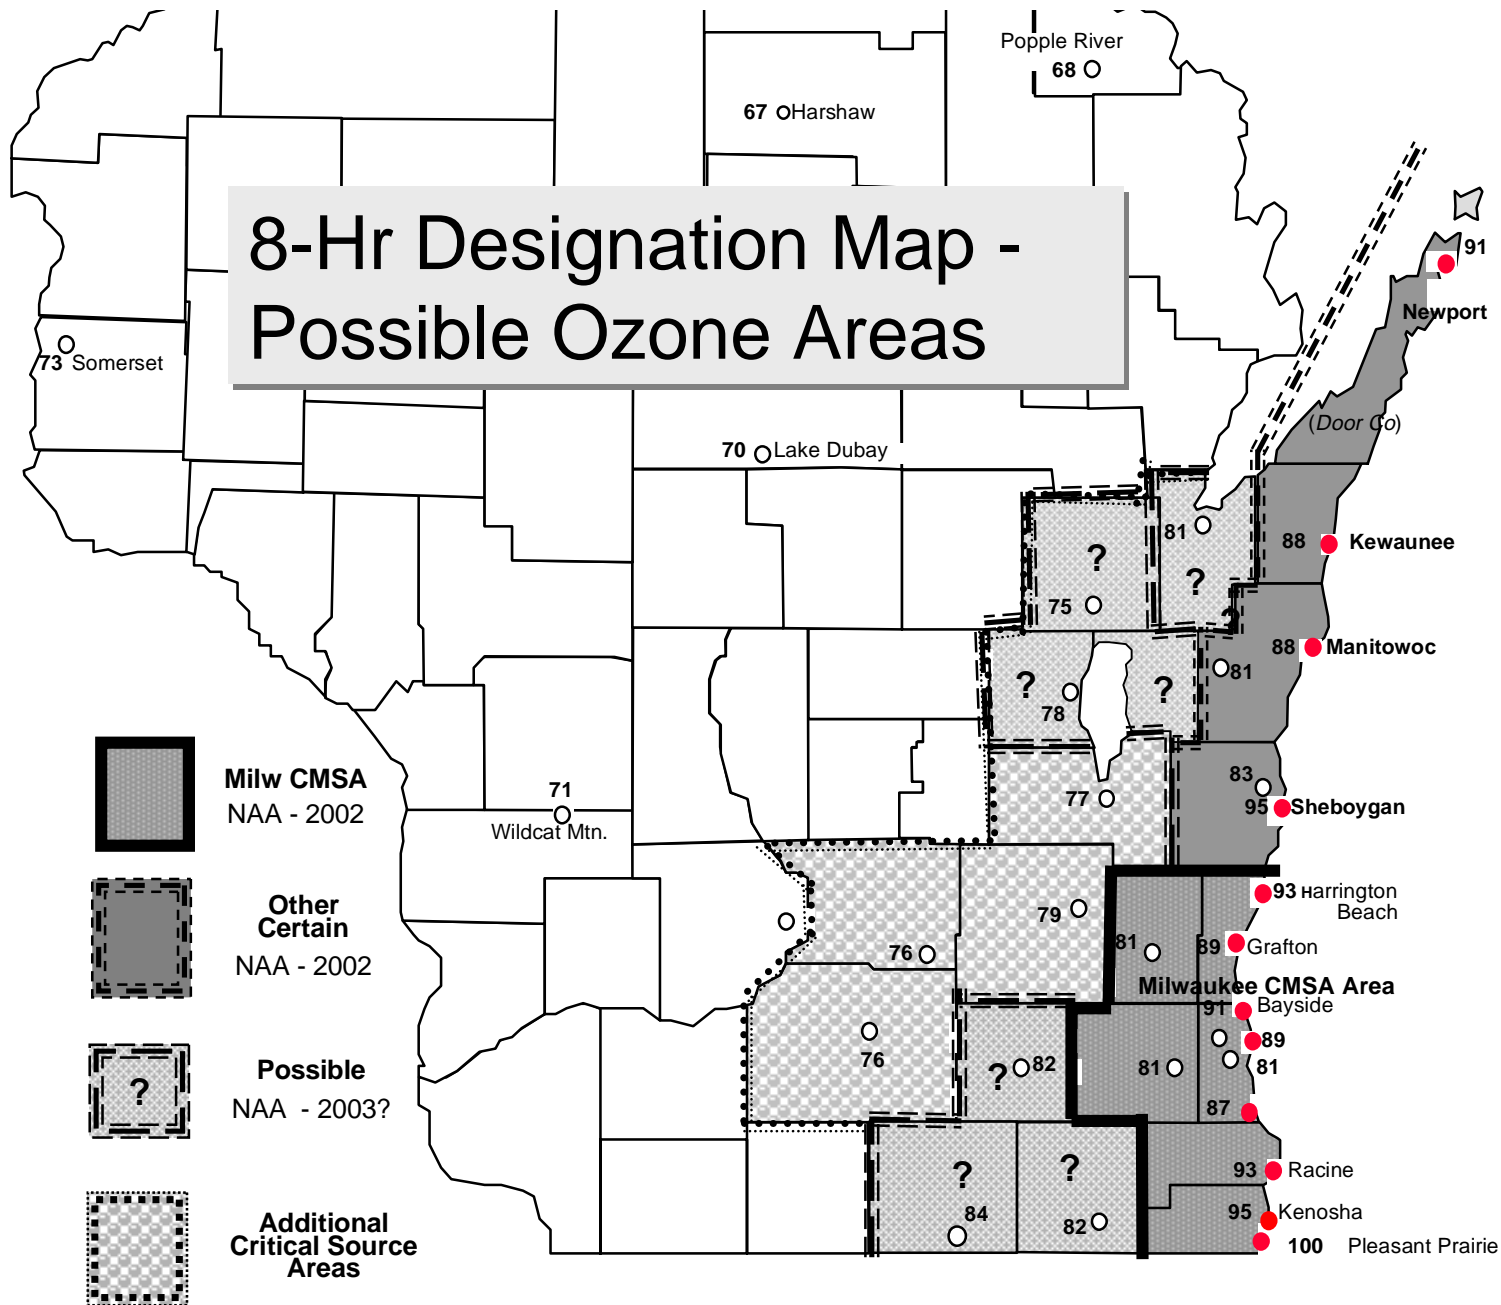 Popple River
68
67 Harshaw
8-Hr Designation Map -
Possible Ozone Areas
91
Newport
73 Somerset
(Door Co)
70 Lake Dubay
81
88 Kewaunee
?
?
75
?
88 Manitowoc
81
?
?
78
Milw CMSA
NAA - 2002
71
Wildcat Mtn.
77
83
95 Sheboygan
93 Harrington
Beach
Other
Certain
NAA - 2002
79
76
81
89 Grafton
Milwaukee CMSA Area
91 Bayside
89
81
81
76
? 82
Possible
NAA - 2003?
?
87
? ?
93 Racine
84
82
95 Kenosha
100 Pleasant Prairie
Additional
Critical Source
Areas